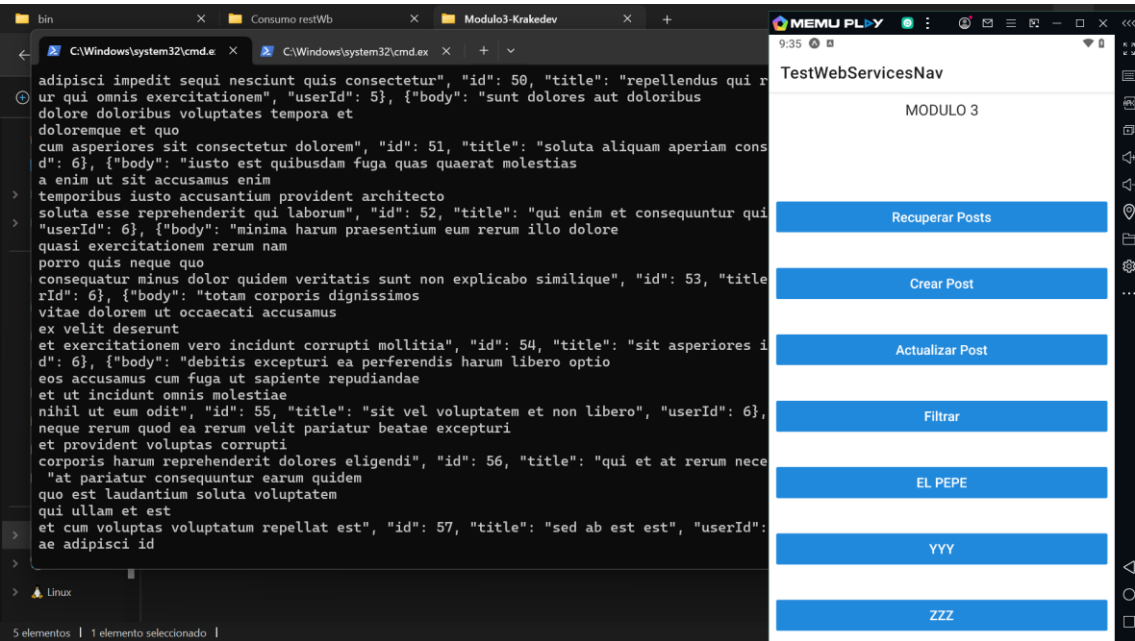 bin
Consumo restWb
Modulo3-Krakedev
C:\Windows\system32\cmd.e:
C:\Windows\system32\cmd.ex
adipisci impedit sequi nesciunt quis consectetur", "id": 50, "title": "repellendus qui r
ur qui omnis exercitationem", "userId": 5}, {"body": "sunt dolores aut doloribus
dolore doloribus voluptates tempora et
doloremque et quo
cum asperiores sit consectetur dolorem", "id": 51, "title": "soluta aliquam aperiam cons
d": 6}, {"body": "iusto est quibusdam fuga quas quaerat molestias
a enim ut sit accusamus enim
temporibus iusto accusantium provident architecto
soluta esse reprehenderit qui laborum", "id": 52, "title": "qui enim et consequuntur qui
"userId": 6}, {"body": "minima harum praesentium eum rerum illo dolore
quasi exercitationem rerum nam
porro quis neque quo
consequatur minus dolor quidem veritatis sunt non explicabo similique", "id": 53, "title
rId": 6}, {"body": "totam corporis dignissimos
vitae dolorem ut occaecati accusamus
ex velit deserunt
et exercitationem vero incidunt corrupti mollitia", "id": 54, "title": "sit asperiores i
d": 6}, {"body": "debitis excepturi ea perferendis harum libero optio
eos accusamus cum fuga ut sapiente repudiandae
et ut incidunt omnis molestiae
nihil ut eum odit", "id": 55, "title": "sit vel voluptatem et non libero", "userId": 6},
neque rerum quod ea rerum velit pariatur beatae excepturi
et provident voluptas corrupti
corporis harum reprehenderit dolores eligendi", "id": 56, "title": "qui et at rerum nece
"at pariatur consequuntur earum quidem
quo est laudantium soluta voluptatem
qui ullam et est
et cum voluptas voluptatum repellat est", "id": 57, "title": "sed ab est est", "userId":
ae adipisci id
Linux
5 elementos
1 elemento seleccionado
MEMU PLAY
9:35
TestWebServicesNav
MODULO 3
Recuperar Posts
Crear Post
Actualizar Post
Filtrar
EL PEPE
YYY
ZZZ